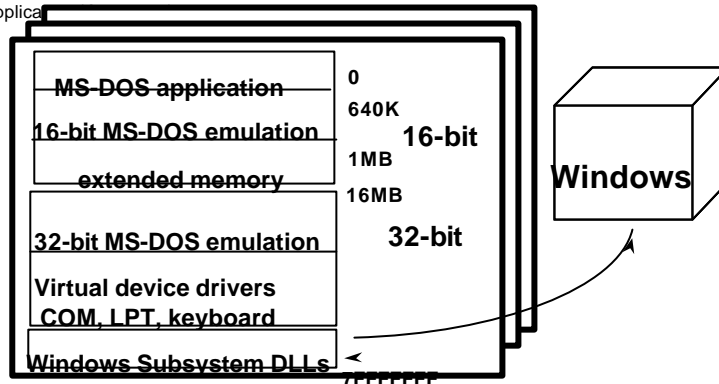 MS-DOS application
0
640K
16-bit MS-DOS emulation
16-bit
1MB
extended memory
16MB
Windows
32-bit MS-DOS emulation
32-bit
Virtual device drivers
COM, LPT, keyboard
Windows Subsystem DLLs
7FFFFFFF